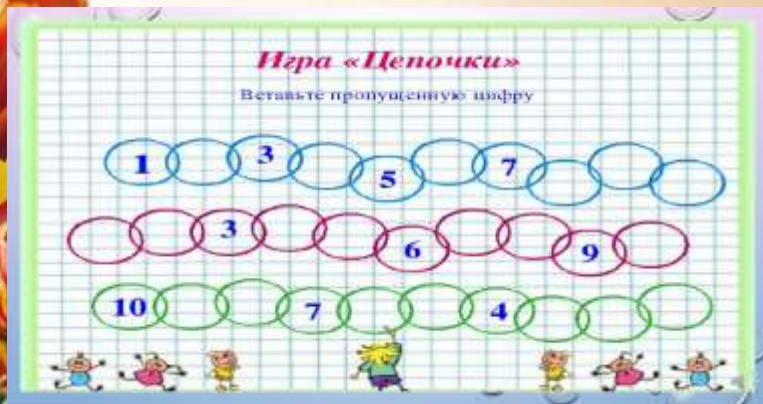 Игра «Цепочки»
Вставьте пропущенную цифру
1 3 5 7
3 6 9
10 7 4